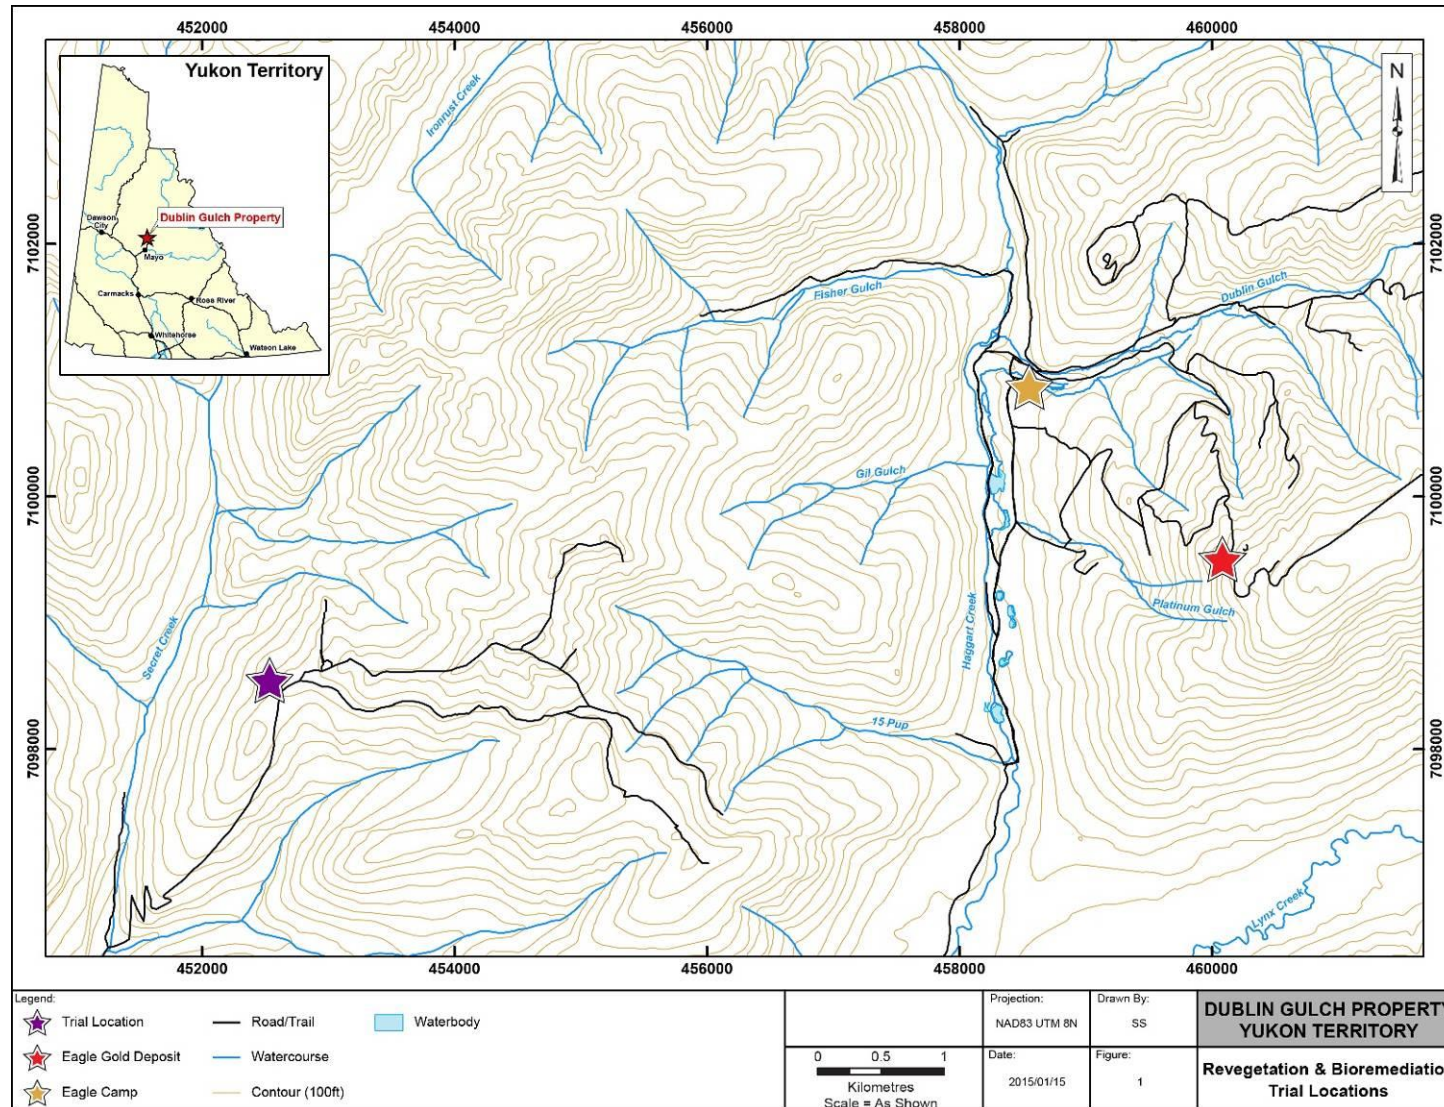 452000 454000 456000 458000 460000
Yukon Territory
Dublin Gulch Property
Dawson
City
Mayo
Carmacks
Ross River
Whitehorse
Watson Lake
N
Ironrust Creek
7102000
7102000
Fisher Gulch
Dublin Gulch
Gil Gulch
7100000
7100000
Secret Creek
Haggart Creek
Platinum Gulch
15 Pup
7098000
7098000
Lynx Creek
452000 454000 456000 458000 460000
Legend:
Trial Location
Road/Trail
Waterbody
Eagle Gold Deposit
Watercourse
Eagle Camp
Contour (100ft)
0 0.5 1
Kilometres
Scale = As Shown
Projection:
NAD83 UTM 8N
Drawn By:
SS
Date:
2015/01/15
Figure:
1
DUBLIN GULCH PROPERTY
YUKON TERRITORY
Revegetation & Bioremediatio
Trial Locations